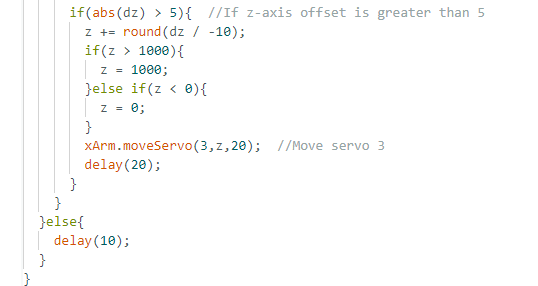 if(abs(dz) > 5){  //If z-axis offset is greater than 5
z += round(dz / -10);
if(z > 1000){
z = 1000;
}else if(z < 0){
z = 0;
}
xArm.moveServo(3,z,20);  //Move servo 3
delay(20);
}
}
}else{
delay(10);
}
}